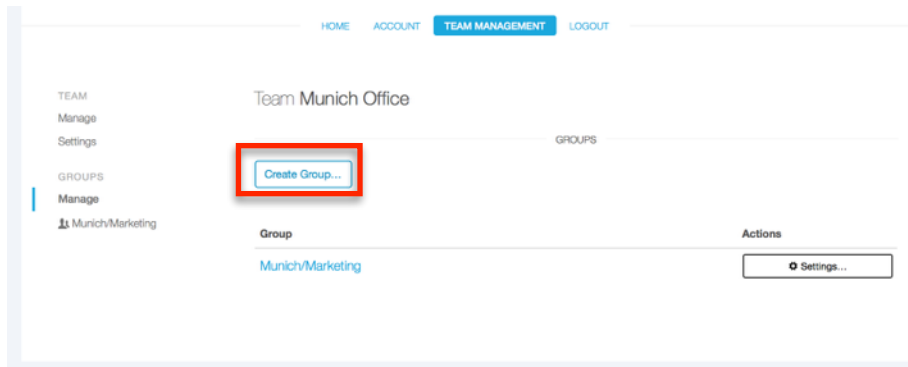 HOME ACCOUNT TEAM MANAGEMENT LOGOUT
TEAM
Manage
Settings
GROUPS
Manage
Munich/Marketing
Team Munich Office
GROUPS
Create Group...
Group Actions
Munich/Marketing Settings...